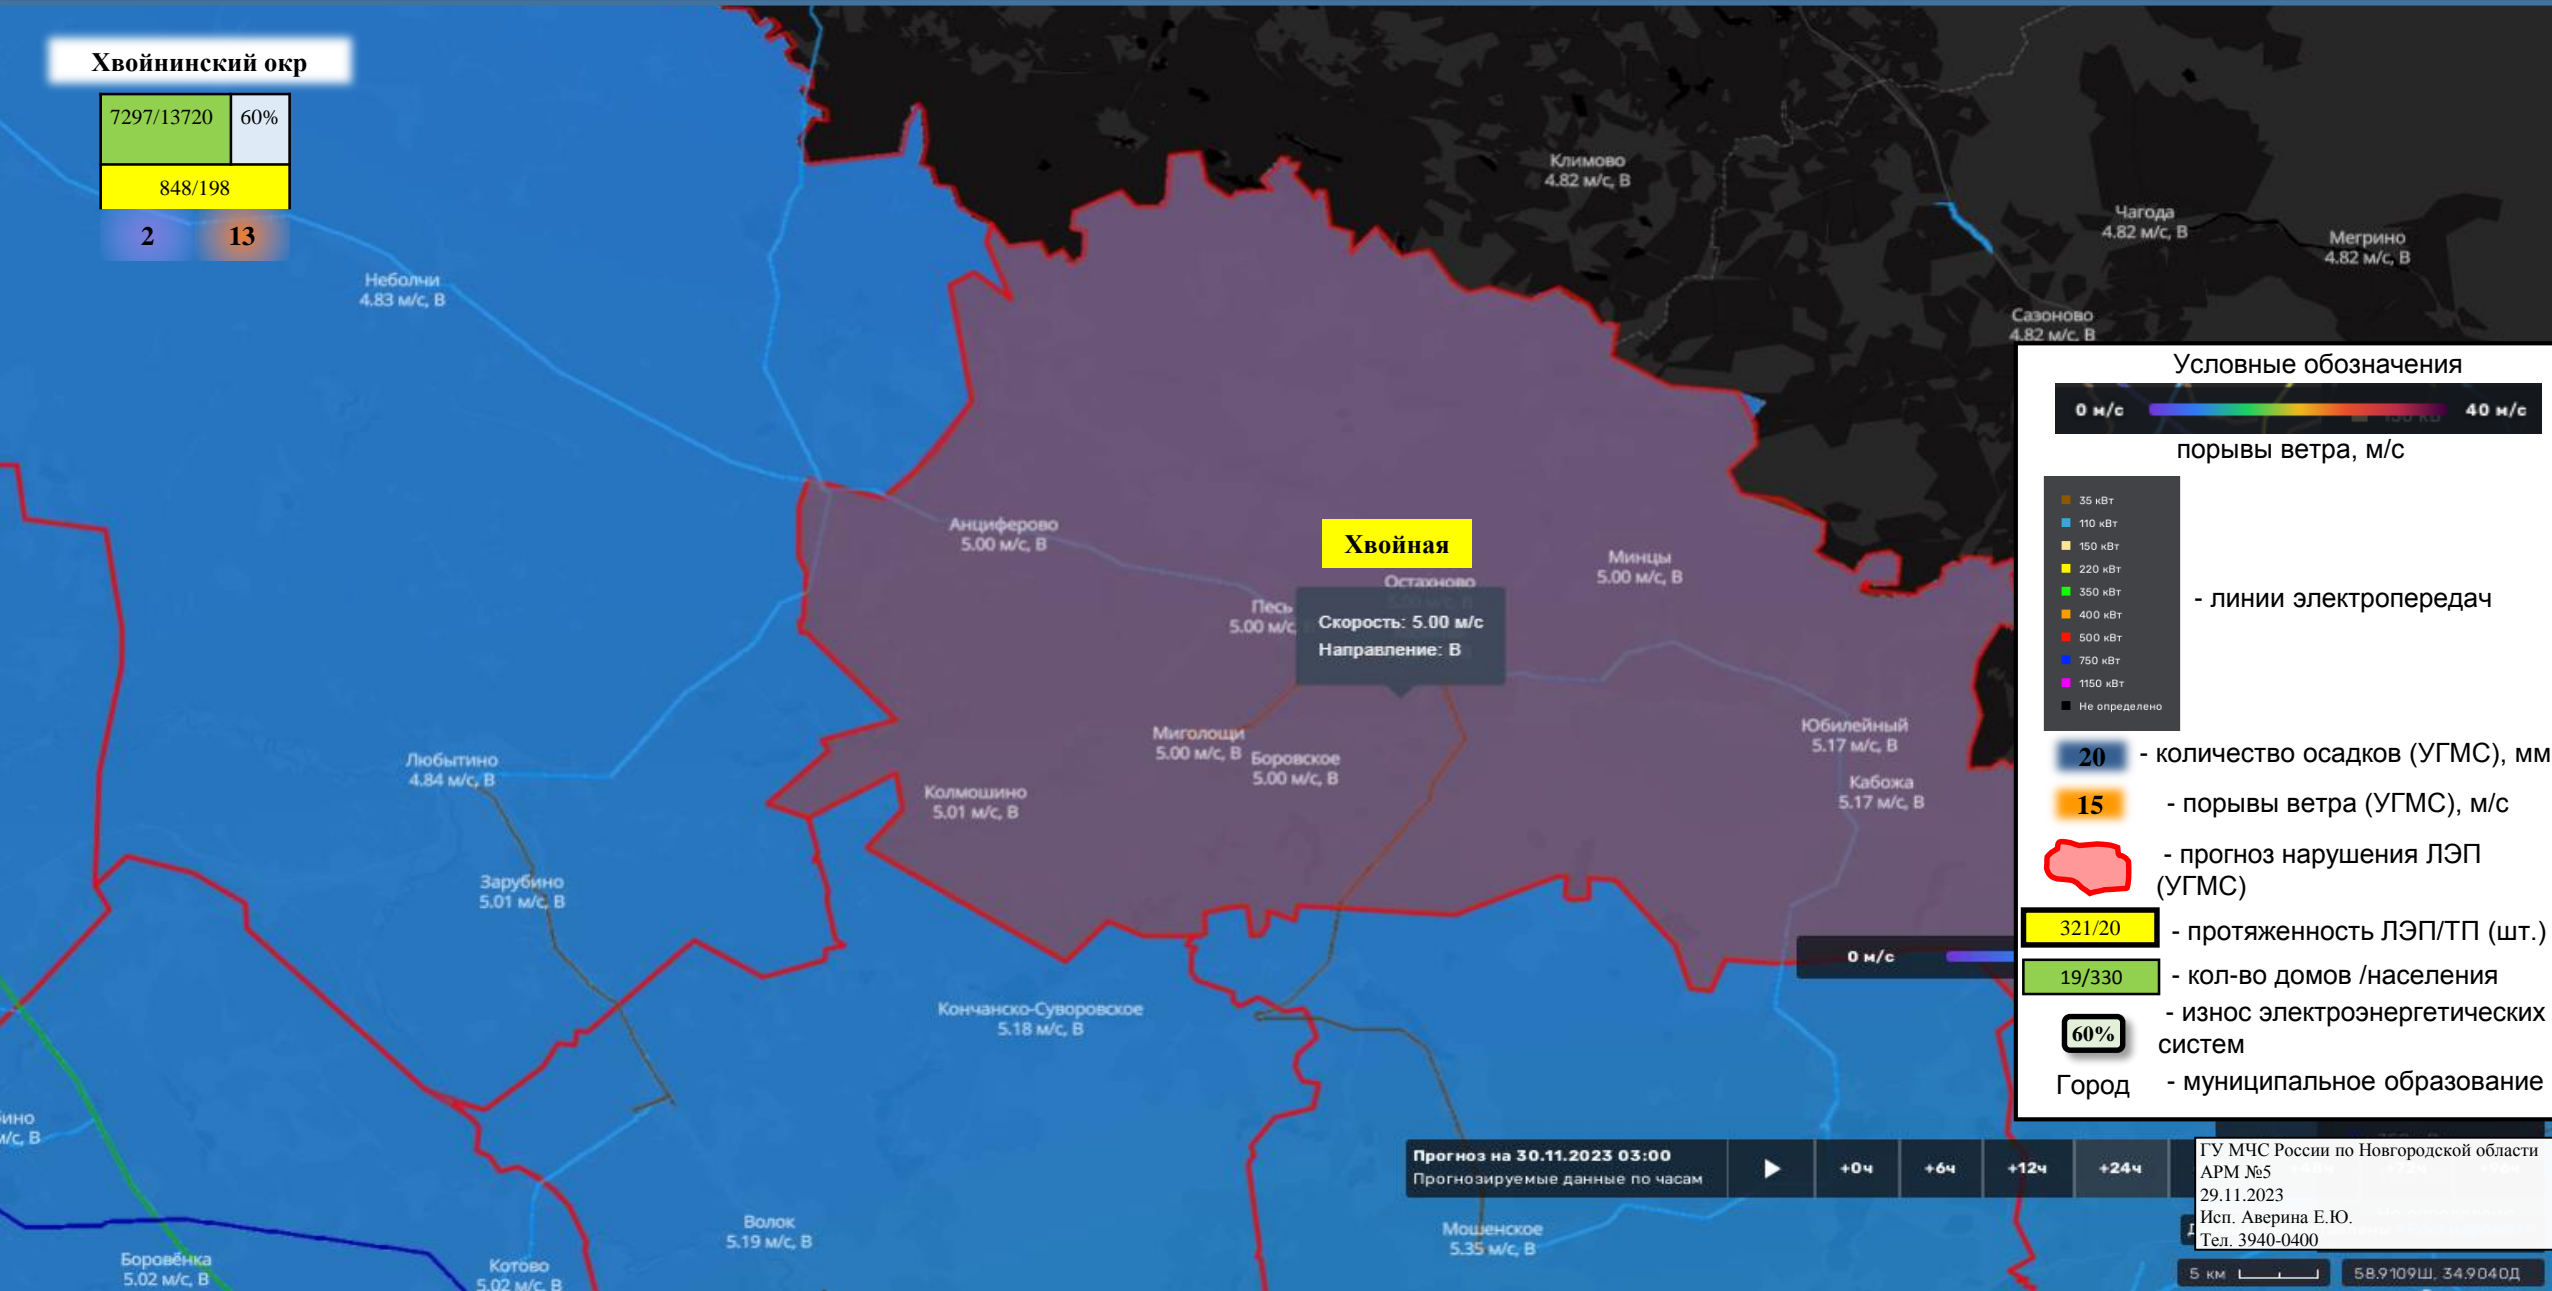 Хвойнинский окр
7297/13720
60%
848/198
2
13
Климово
4.82 м/с, В
Чагода
4.82 м/с, В
Мегрино
4.82 м/с, В
Неболчи
4.83 м/с, В
Сазоново
4.82 м/с, В
Условные обозначения
0 м/с
40 м/с
порывы ветра, м/с
35 кВт
110 кВт
150 кВт
220 кВт
350 кВт
400 кВт
500 кВт
750 кВт
1150 кВт
Не определено
- линии электропередач
20 - количество осадков (УГМС), мм
15 - порывы ветра (УГМС), м/с
- прогноз нарушения ЛЭП
(УГМС)
321/20 - протяженность ЛЭП/ТП (шт.)
19/330 - кол-во домов /населения
60% - износ электроэнергетических
систем
Город - муниципальное образование
Анциферово
5.00 м/с, В
Хвойная
Остахново
Минцы
5.00 м/с, В
Песь
5.00 м/с,
Скорость: 5.00 м/с
Направление: В
Миголощи
5.00 м/с, В
Боровское
5.00 м/с, В
Юбилейный
5.17 м/с, В
Кабожа
5.17 м/с, В
Любытино
4.84 м/с, В
Колмошино
5.01 м/с, В
Зарубино
5.01 м/с, В
0 м/с
Кончанско-Суворовское
5.18 м/с, В
м/с, В
Прогноз на 30.11.2023 03:00
Прогнозируемые данные по часам
+0ч
+6ч
+12ч
+24ч
ГУ МЧС России по Новгородской области
АРМ №5
29.11.2023
Исп. Аверина Е.Ю.
Тел. 3940-0400
Волок
5.19 м/с, В
Мошенское
5.35 м/с, В
Боровёнка
5.02 м/с, В
Котово
5.02 м/с, В
5 км
58.9109Ш, 34.9040Д